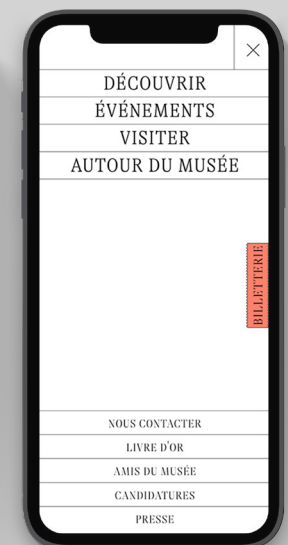 DÉCOUVRIR
ÉVÉNEMENTS
VISITER
AUTOUR DU MUSÉE
BILLETTERIE
NOUS CONTACTER
LIVRE D'OR
AMIS DU MUSÉE
CANDIDATURES
PRESSE